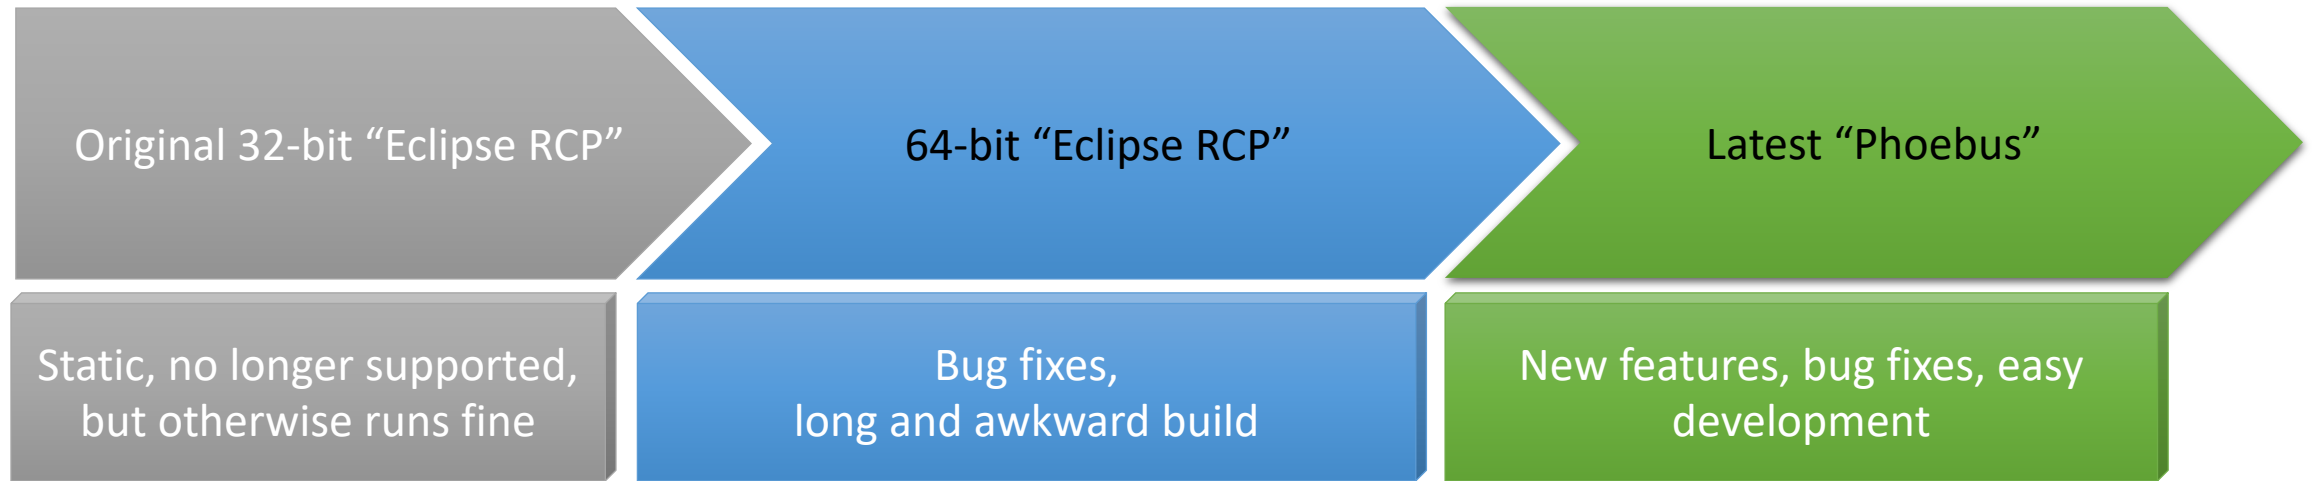 Original 32-bit “Eclipse RCP”
64-bit “Eclipse RCP”
Latest “Phoebus”
Static, no longer supported,
but otherwise runs fine
Bug fixes,
long and awkward build
New features, bug fixes, easy
development